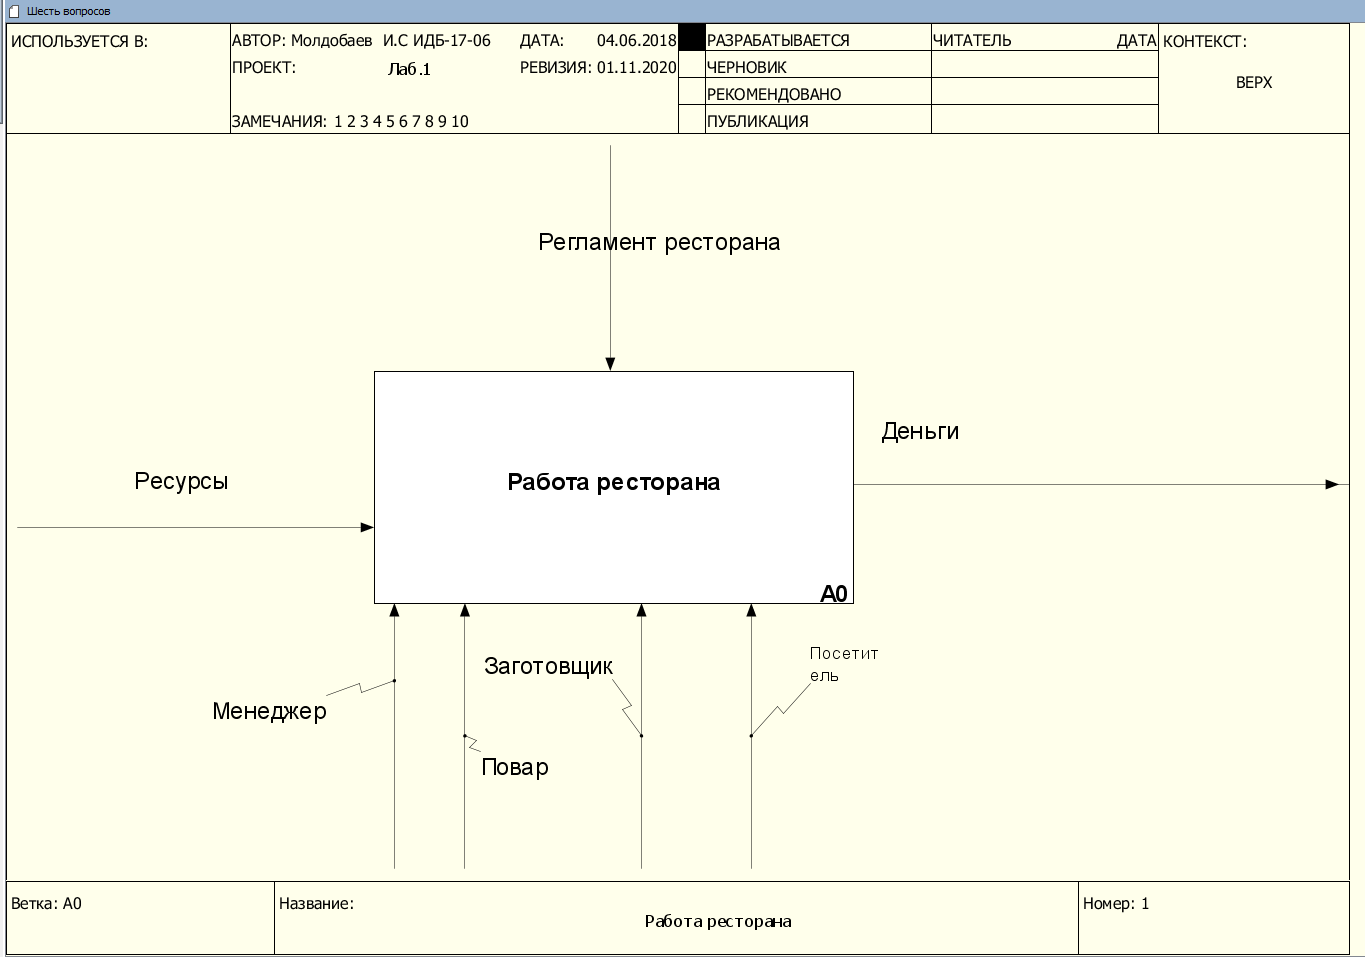 Шесть вопросов
ИСПОЛЬЗУЕТСЯ В:
АВТОР: Молдобаев И.С ИДБ-17-06
ДАТА: 04.06.2018
ПРОЕКТ: Лаб.1
РЕВИЗИЯ: 01.11.2020
ЗАМЕЧАНИЯ: 1 2 3 4 5 6 7 8 9 10
РАЗРАБАТЫВАЕТСЯ
ЧЕРНОВИК
РЕКОМЕНДОВАНО
ПУБЛИКАЦИЯ
ЧИТАТЕЛЬ ДАТА
КОНТЕКСТ:
ВЕРХ
Регламент ресторана
Деньги
Ресурсы
Работа ресторана
A0
Посетит
ель
Заготовщик
Менеджер
Повар
Ветка: A0
Название:
Работа ресторана
Номер: 1